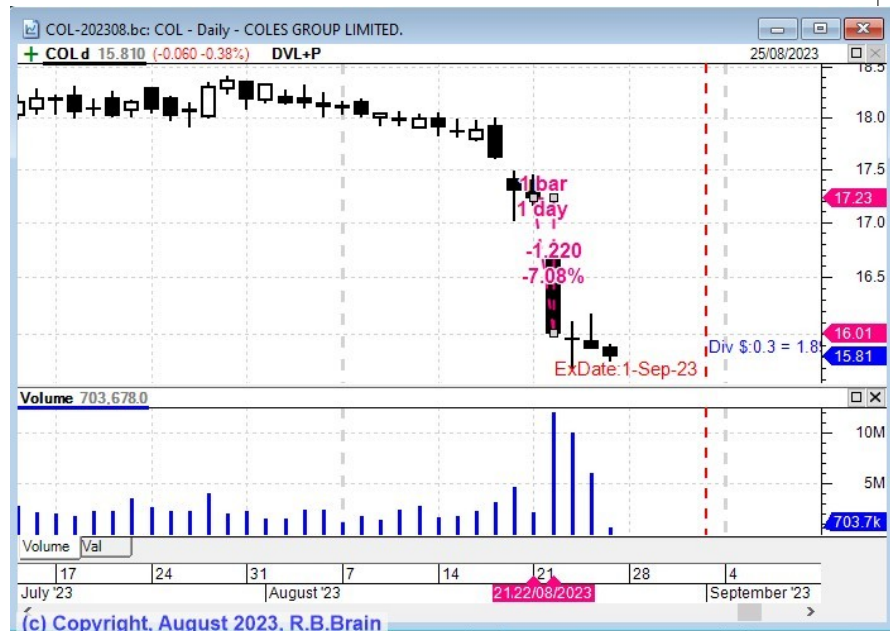 COL-202308.bc: COL - Daily - COLES GROUP LIMITED.
COL d 15.810 (-0.060 -0.38%) DVL+P 25/08/2023
18.5
18.0
17.5
17.23
17.0
16.5
16.01
15.81
1 bar
1 day
-1.220
-7.08%
Div $:0.3 = 1.8
ExDate:1-Sep-23
Volume 703,678.0
10M
5M
703.7k
Volume Val
17 24 31 7 14 21 28 4
July '23 August '23 21:22/08/2023 September '23
(c) Copyright, August 2023, R.B.Brain